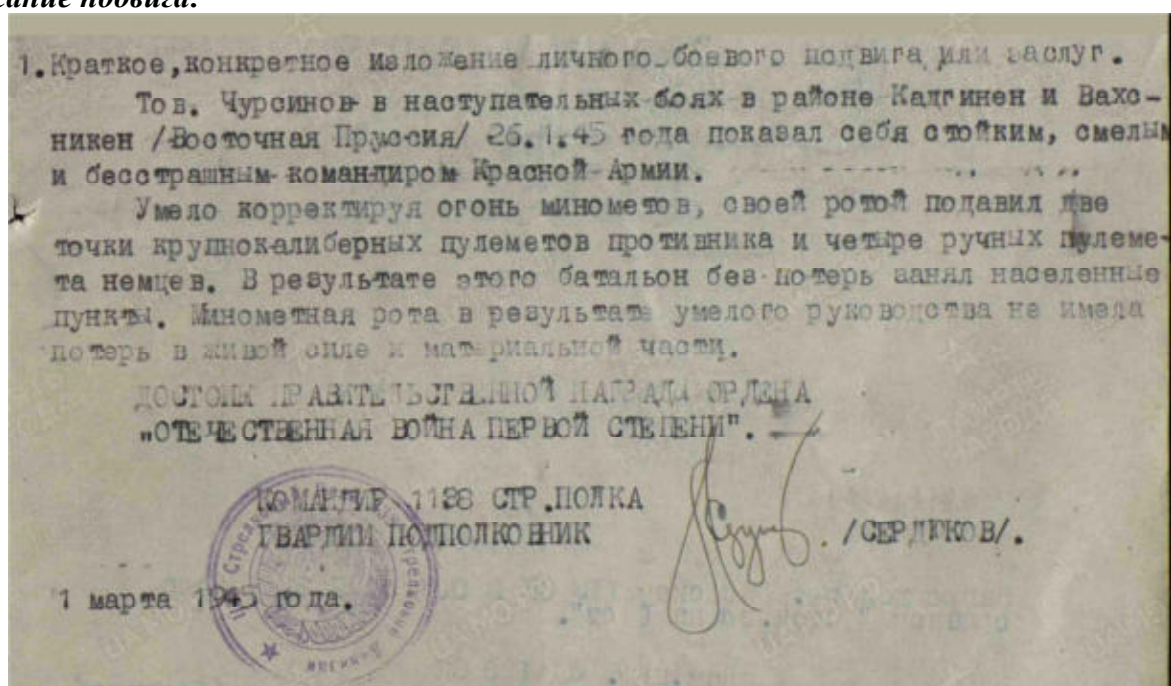 ание подвига:
1.Краткое,конкретное изложение личного боевого подвига или заслуг.
Тов. Чурсинов в наступательных боях в районе Кадгинен и Вахс-
никен /Восточная Пруссия/ 26.1.45 года показал себя стойким, смелым
и бесстрашным командиром Красной Армии.
Умело корректируя огонь минометов, своей ротой подавил две
точки крупнокалиберных пулеметов противника и четыре ручных пулеме-
та немцев. В результате этого батальон без потерь занял населенные
пункты. Минометная рота в результате умелого руководства не имела
потерь в живой силе и материальной части.
ДОСТОИН ПРАВИТЕЛЬСТВЕННОЙ НАГРАДЫ ОРДЕНА
„ОТЕЧЕСТВЕННАЯ ВОЙНА ПЕРВОЙ СТЕПЕНИ".
КОМАНДИР 1138 СТР.ПОЛКА
ГВАРДИИ ПОДПОЛКОВНИК /СЕРДЮКОВ/.
1 марта 1945 года.